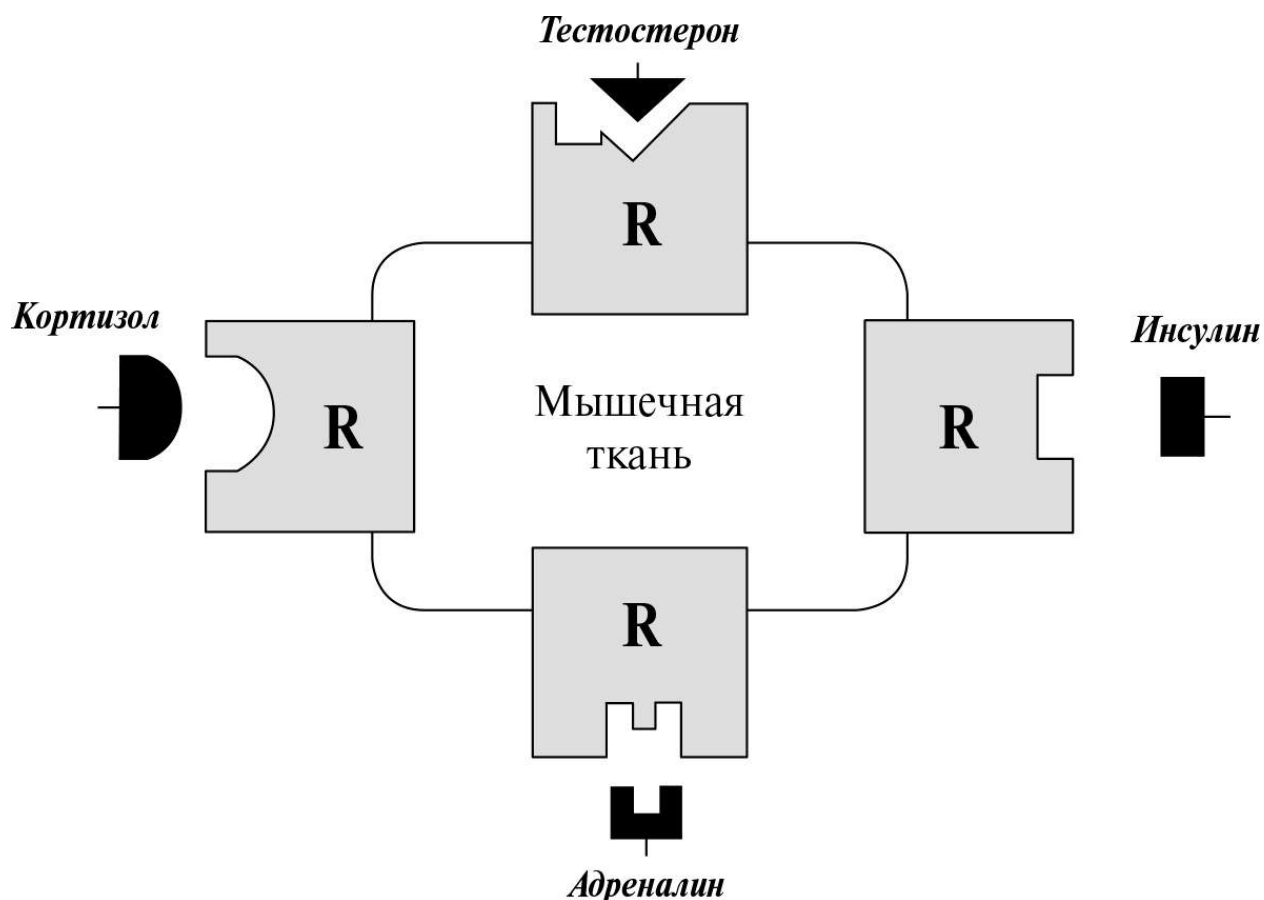 Тестостерон
R
Кортизол
Инсулин
R
Мышечная
ткань
R
R
Адреналин